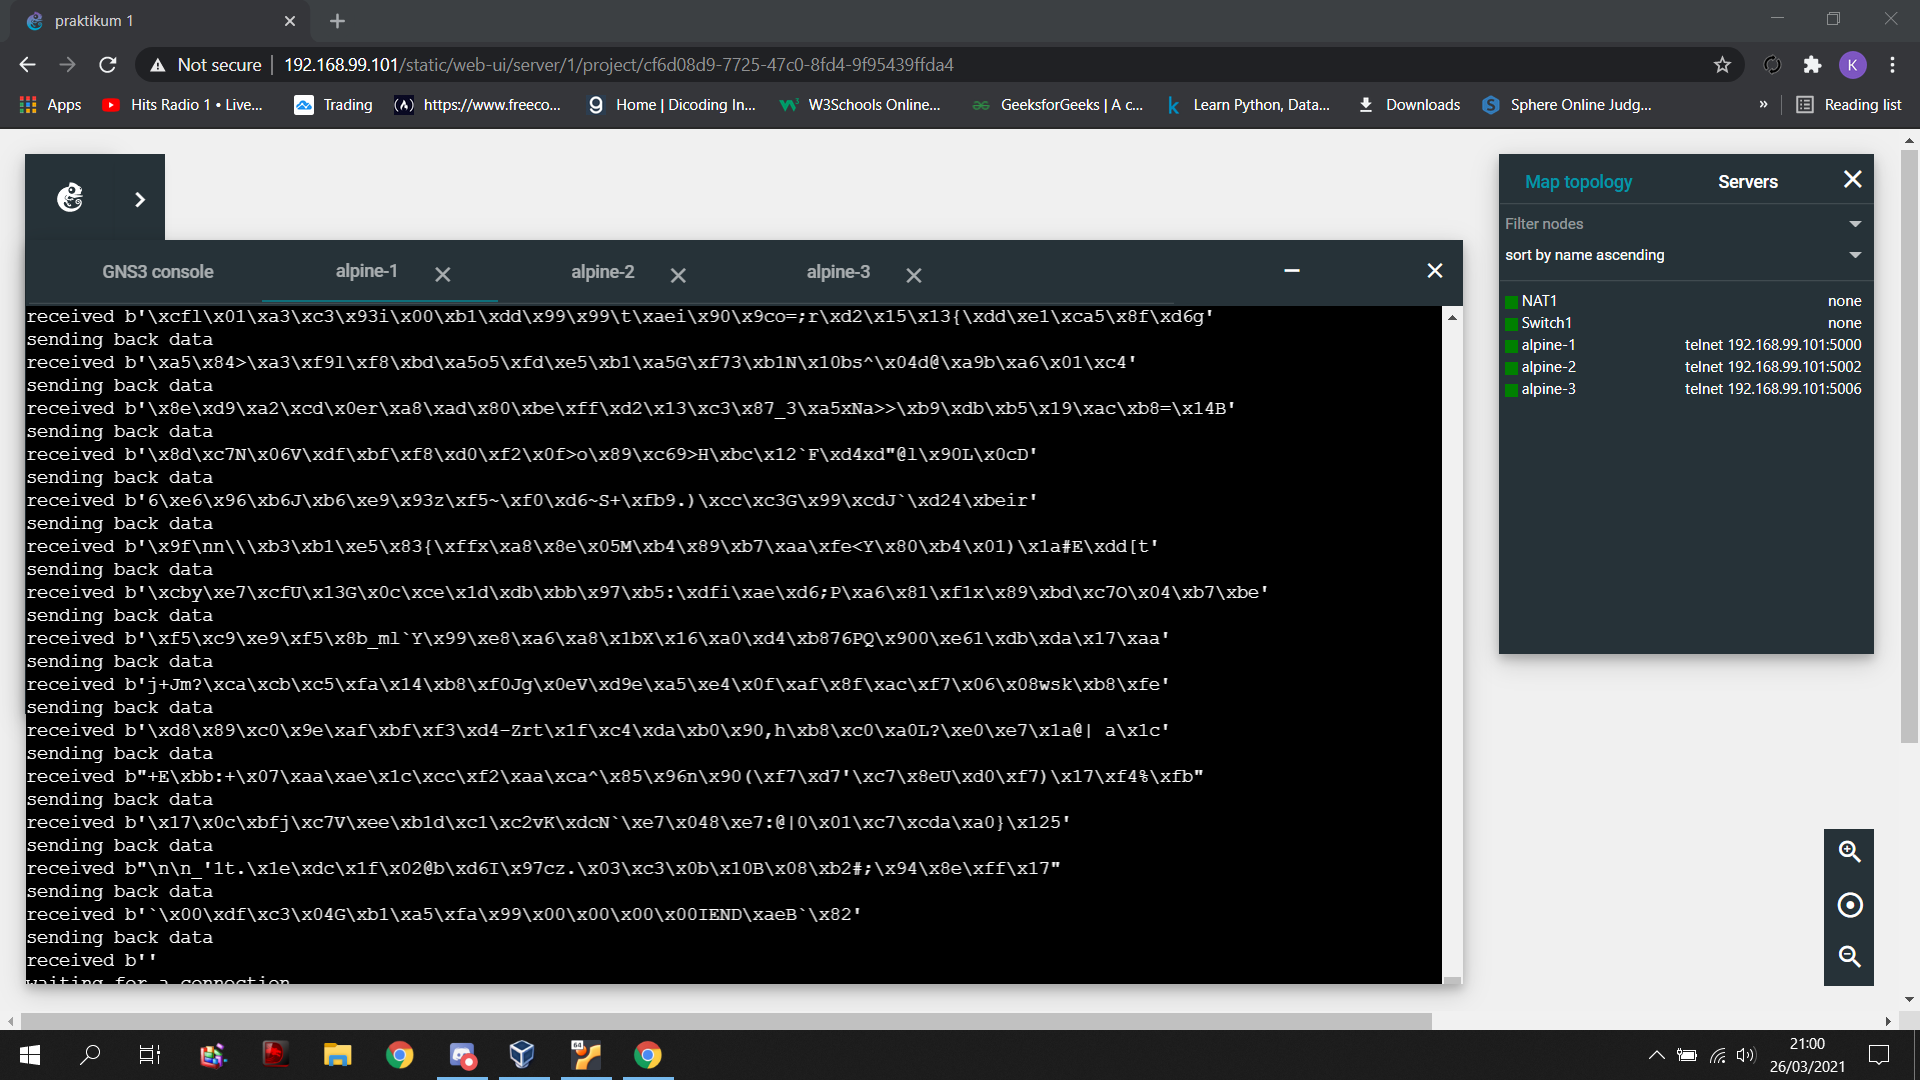 praktikum 1
Not secure | 192.168.99.101/static/web-ui/server/1/project/cf6d08d9-7725-47c0-8fd4-9f95439ffda4
K
Apps
Hits Radio 1 • Live...
Trading
https://www.freeco...
Home | Dicoding In...
W3Schools Online...
GeeksforGeeks | A c...
Learn Python, Data...
Downloads
Sphere Online Judg...
»
Reading list
GNS3 console
alpine-1
alpine-2
alpine-3
received b'\xcfl\x01\xa3\xc3\x93i\x00\xb1\xdd\x99\x99\t\xaei\x90\x9co=;r\xd2\x15\x13{\xdd\xe1\xca5\x8f\xd6g'
sending back data
received b'\xa5\x84>\xa3\xf9l\xf8\xbd\xa5o5\xfd\xe5\xb1\xa5G\xf73\xb1N\x10bs^\x04d@\xa9b\xa6\x01\xc4'
sending back data
received b'\x8e\xd9\xa2\xcd\x0er\xa8\xad\x80\xbe\xff\xd2\x13\xc3\x87_3\xa5xNa>>\xb9\xdb\xb5\x19\xac\xb8=\x14B'
sending back data
received b'\x8d\xc7N\x06V\xdf\xbf\xf8\xd0\xf2\x0f>o\x89\xc69>H\xbc\x12`F\xd4xd"@l\x90L\x0cD'
sending back data
received b'6\xe6\x96\xb6J\xb6\xe9\x93z\xf5~\xf0\xd6~S+\xfb9.)\xcc\xc3G\x99\xcdJ`\xd24\xbeir'
sending back data
received b'\x9f\nn\\\xb3\xb1\xe5\x83{\xffx\xa8\x8e\x05M\xb4\x89\xb7\xaa\xfe<Y\x80\xb4\x01)\x1a#E\xdd[t'
sending back data
received b'\xcby\xe7\xcfU\x13G\x0c\xce\x1d\xdb\xbb\x97\xb5:\xdfi\xae\xd6;P\xa6\x81\xf1x\x89\xbd\xc7O\x04\xb7\xbe'
sending back data
received b'\xf5\xc9\xe9\xf5\x8b_ml`Y\x99\xe8\xa6\xa8\x1bX\x16\xa0\xd4\xb876PQ\x900\xe61\xdb\xda\x17\xaa'
sending back data
received b'j+Jm?\xca\xcb\xc5\xfa\x14\xb8\xf0Jg\x0eV\xd9e\xa5\xe4\x0f\xaf\x8f\xac\xf7\x06\x08wsk\xb8\xfe'
sending back data
received b'\xd8\x89\xc0\x9e\xaf\xbf\xf3\xd4-Zrt\x1f\xc4\xda\xb0\x90,h\xb8\xc0\xa0L?\xe0\xe7\x1a@| a\x1c'
sending back data
received b"+E\xbb:+\x07\xaa\xae\x1c\xcc\xf2\xaa\xca^\x85\x96n\x90(\xf7\xd7'\xc7\x8eU\xd0\xf7)\x17\xf4%\xfb"
sending back data
received b'\x17\x0c\xbfj\xc7V\xee\xb1d\xc1\xc2vK\xdcN`\xe7\x048\xe7:@|0\x01\xc7\xcda\xa0}\x125'
sending back data
received b"\n\n_'1t.\x1e\xdc\x1f\x02@b\xd6I\x97cz.\x03\xc3\x0b\x10B\x08\xb2#;\x94\x8e\xff\x17"
sending back data
received b'`\x00\xdf\xc3\x04G\xb1\xa5\xfa\x99\x00\x00\x00\x00IEND\xaeB`\x82'
sending back data
received b''
waiting for a connection
Map topology
Servers
Filter nodes
sort by name ascending
NAT1 none
Switch1 none
alpine-1 telnet 192.168.99.101:5000
alpine-2 telnet 192.168.99.101:5002
alpine-3 telnet 192.168.99.101:5006
64
21:00
26/03/2021